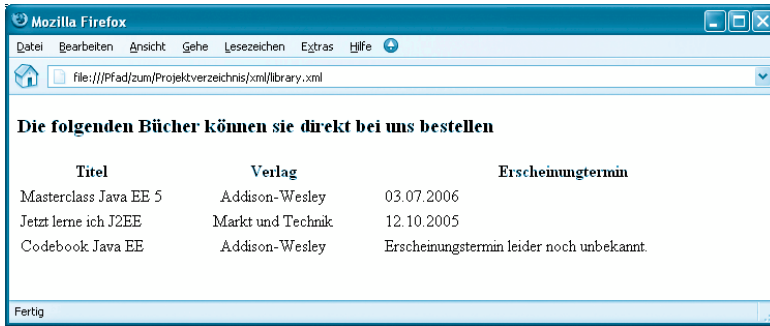 Mozilla Firefox
Datei Bearbeiten Ansicht Gehe Lesezeichen Extras Hilfe
file:///Pfad/zum/Projektverzeichnis/xml/library.xml
Die folgenden Bücher können sie direkt bei uns bestellen
Titel Verlag Erscheinungtermin
Masterclass Java EE 5 Addison-Wesley 03.07.2006
Jetzt lerne ich J2EE Markt und Technik 12.10.2005
Codebook Java EE Addison-Wesley Erscheinungstermin leider noch unbekannt.
Fertig